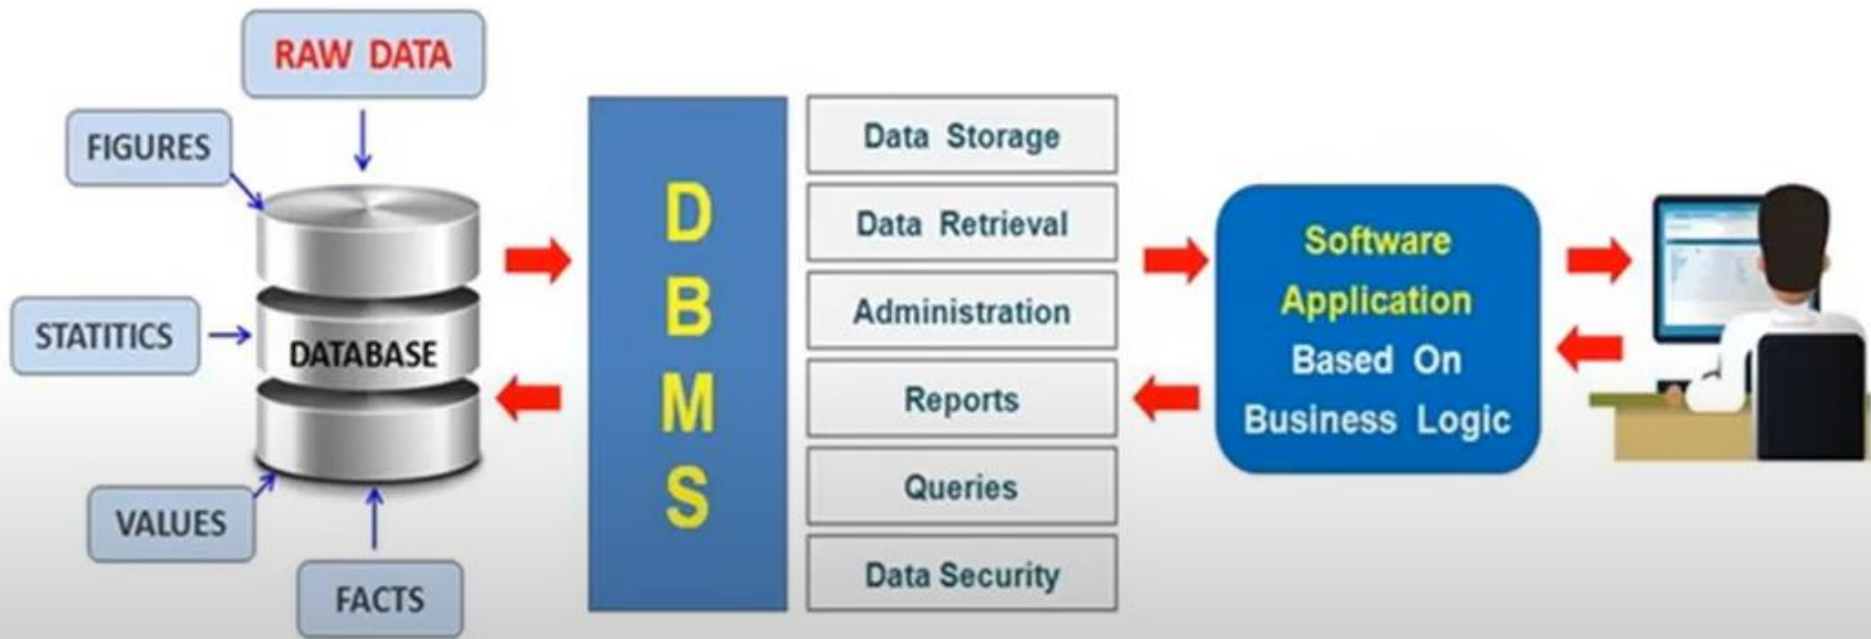 RAW DATA
FIGURES
STATITICS
DATABASE
VALUES
FACTS
D
B
M
S
Data Storage
Data Retrieval
Administration
Reports
Queries
Data Security
Software
Application
Based On
Business Logic